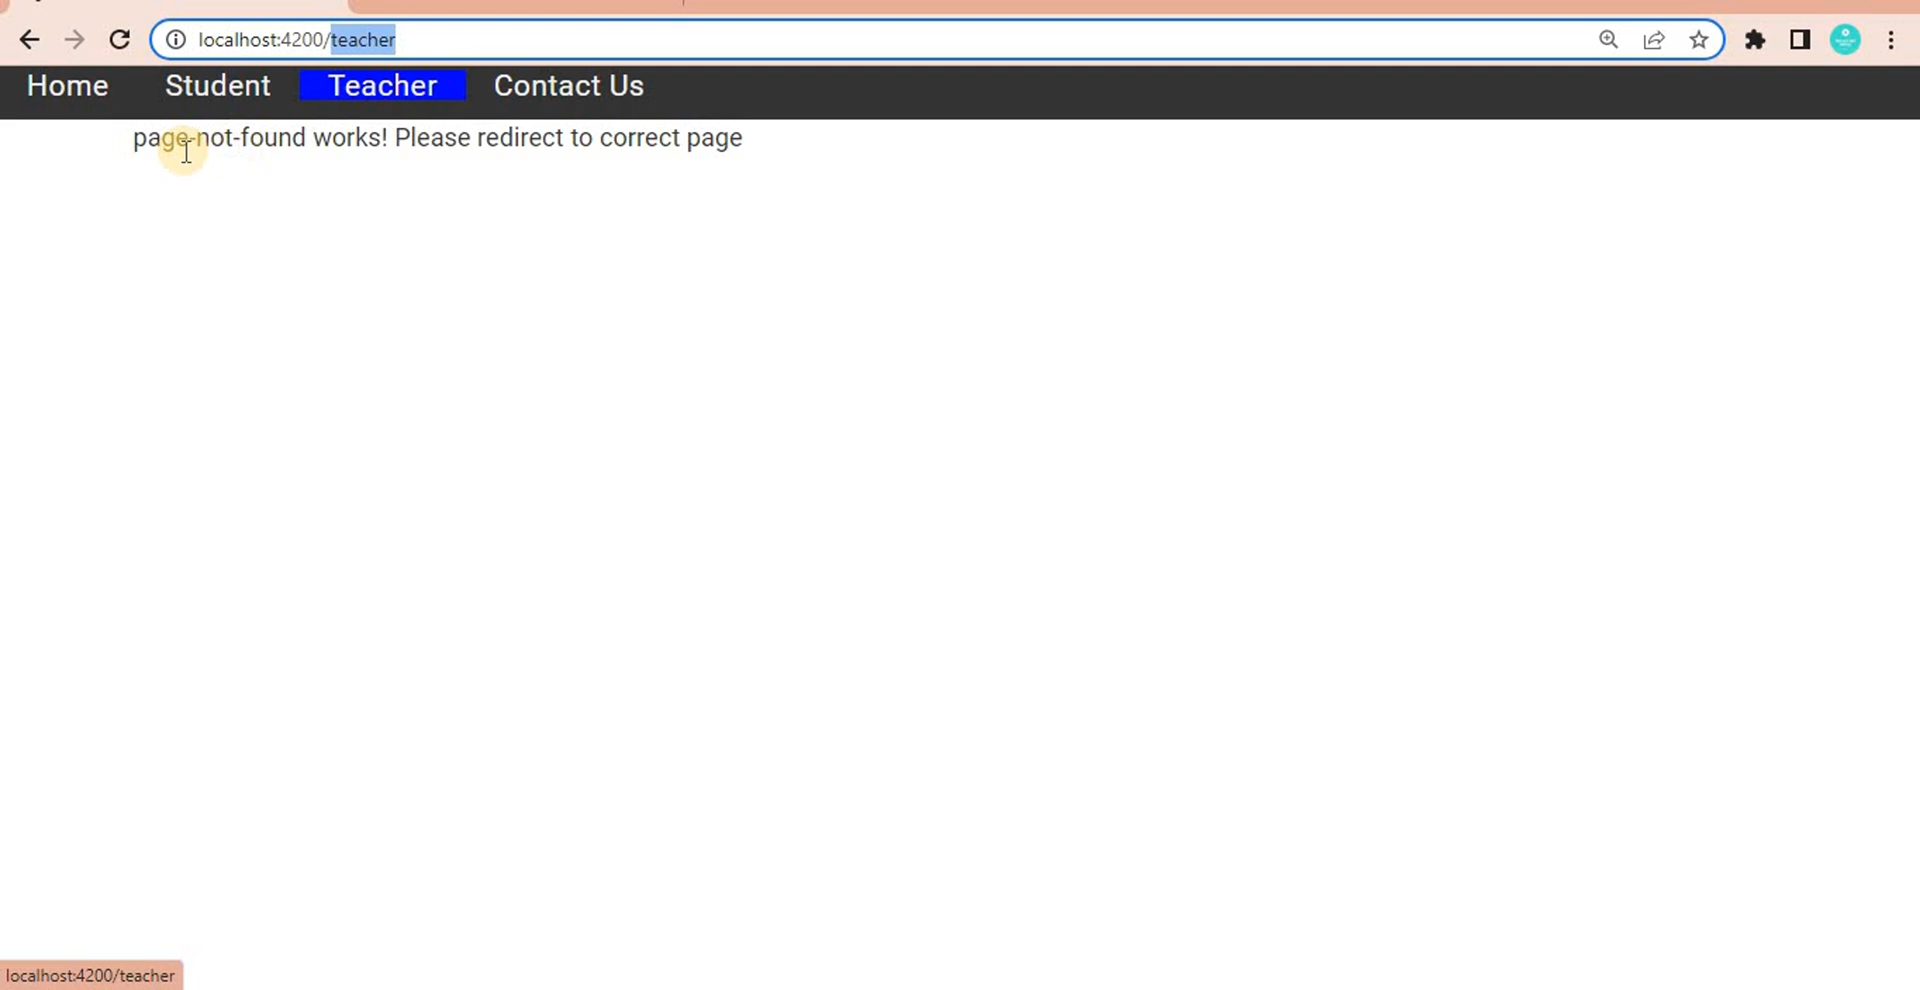 localhost:4200/teacher
Home Student Teacher Contact Us
page-not-found works! Please redirect to correct page
localhost:4200/teacher